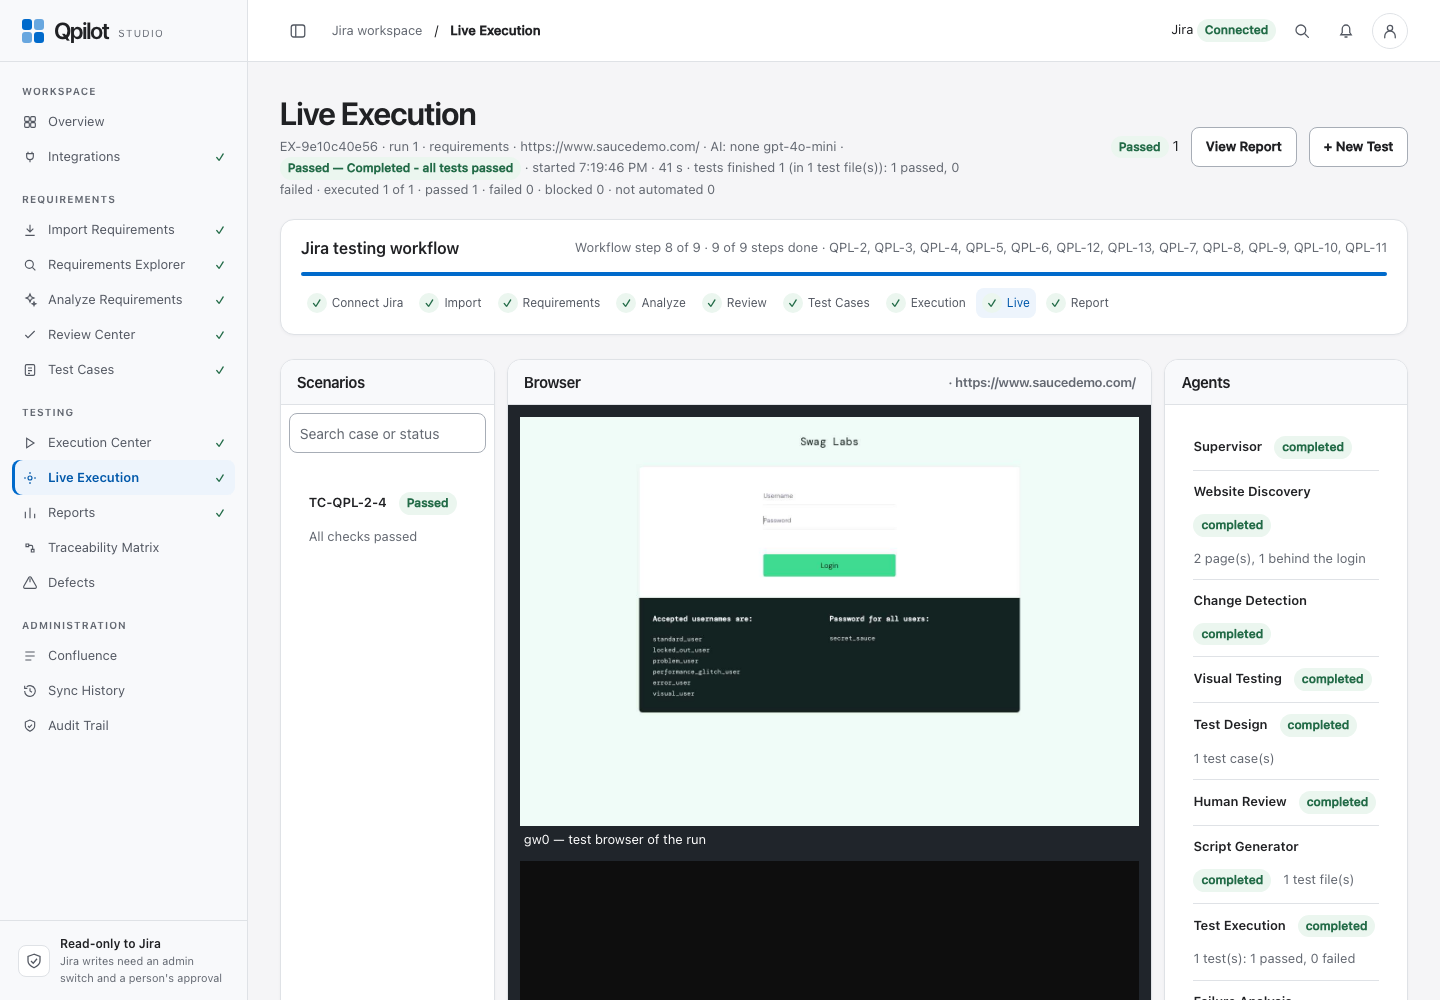 Qpilot STUDIO
WORKSPACE
Overview
Integrations
REQUIREMENTS
Import Requirements
Requirements Explorer
Analyze Requirements
Review Center
Test Cases
TESTING
Execution Center
Live Execution
Reports
Traceability Matrix
Defects
ADMINISTRATION
Confluence
Sync History
Audit Trail
Read-only to Jira
Jira writes need an admin
switch and a person's approval
Jira workspace / Live Execution
Jira Connected
Live Execution
EX-9e10c40e56 · run 1 · requirements · https://www.saucedemo.com/ · AI: none gpt-4o-mini ·
Passed — Completed - all tests passed · started 7:19:46 PM · 41 s · tests finished 1 (in 1 test file(s)): 1 passed, 0
failed · executed 1 of 1 · passed 1 · failed 0 · blocked 0 · not automated 0
Passed 1
View Report
+ New Test
Jira testing workflow
Workflow step 8 of 9 · 9 of 9 steps done · QPL-2, QPL-3, QPL-4, QPL-5, QPL-6, QPL-12, QPL-13, QPL-7, QPL-8, QPL-9, QPL-10, QPL-11
Connect Jira Import Requirements Analyze Review Test Cases Execution Live Report
Scenarios
Search case or status
TC-QPL-2-4 Passed
All checks passed
Browser
· https://www.saucedemo.com/
Swag Labs
Username
Password
Login
Accepted usernames are:
standard_user
locked_out_user
problem_user
performance_glitch_user
error_user
visual_user
Password for all users:
secret_sauce
gw0 — test browser of the run
Agents
Supervisor completed
Website Discovery
completed
2 page(s), 1 behind the login
Change Detection
completed
Visual Testing completed
Test Design completed
1 test case(s)
Human Review completed
Script Generator
completed 1 test file(s)
Test Execution completed
1 test(s): 1 passed, 0 failed
Failure Analysis